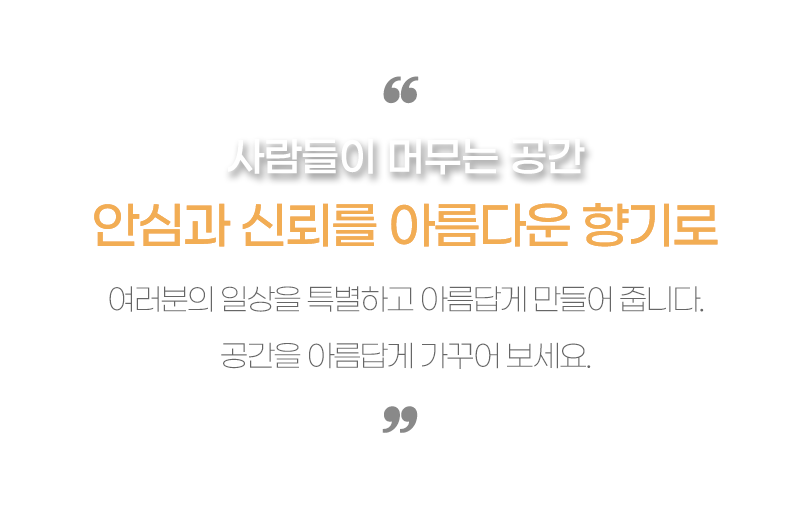 “
사람들이 머무는 공간
안심과 신뢰를 아름다운 향기로
여러분의 일상을 특별하고 아름답게 만들어 줍니다.
공간을 아름답게 가꾸어 보세요.
”